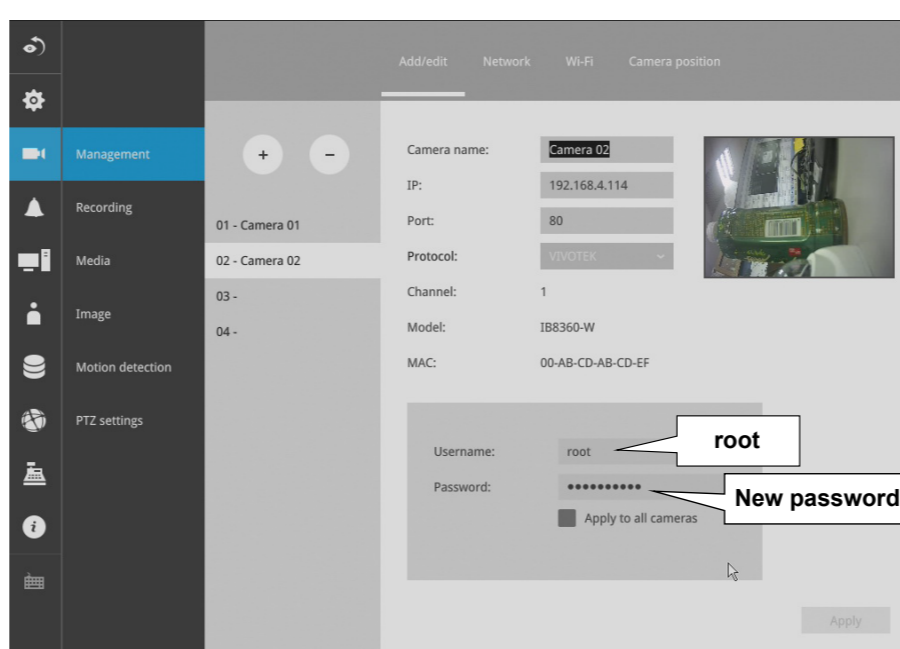 Add/edit Network Wi-Fi Camera position
Management
Recording
Media
Image
Motion detection
PTZ settings
+ −
01 - Camera 01
02 - Camera 02
03 -
04 -
Camera name: Camera 02
IP: 192.168.4.114
Port: 80
Protocol: VIVOTEK
Channel: 1
Model: IB8360-W
MAC: 00-AB-CD-AB-CD-EF
Username: root
root
Password: ••••••••••
New password
Apply to all cameras
Apply